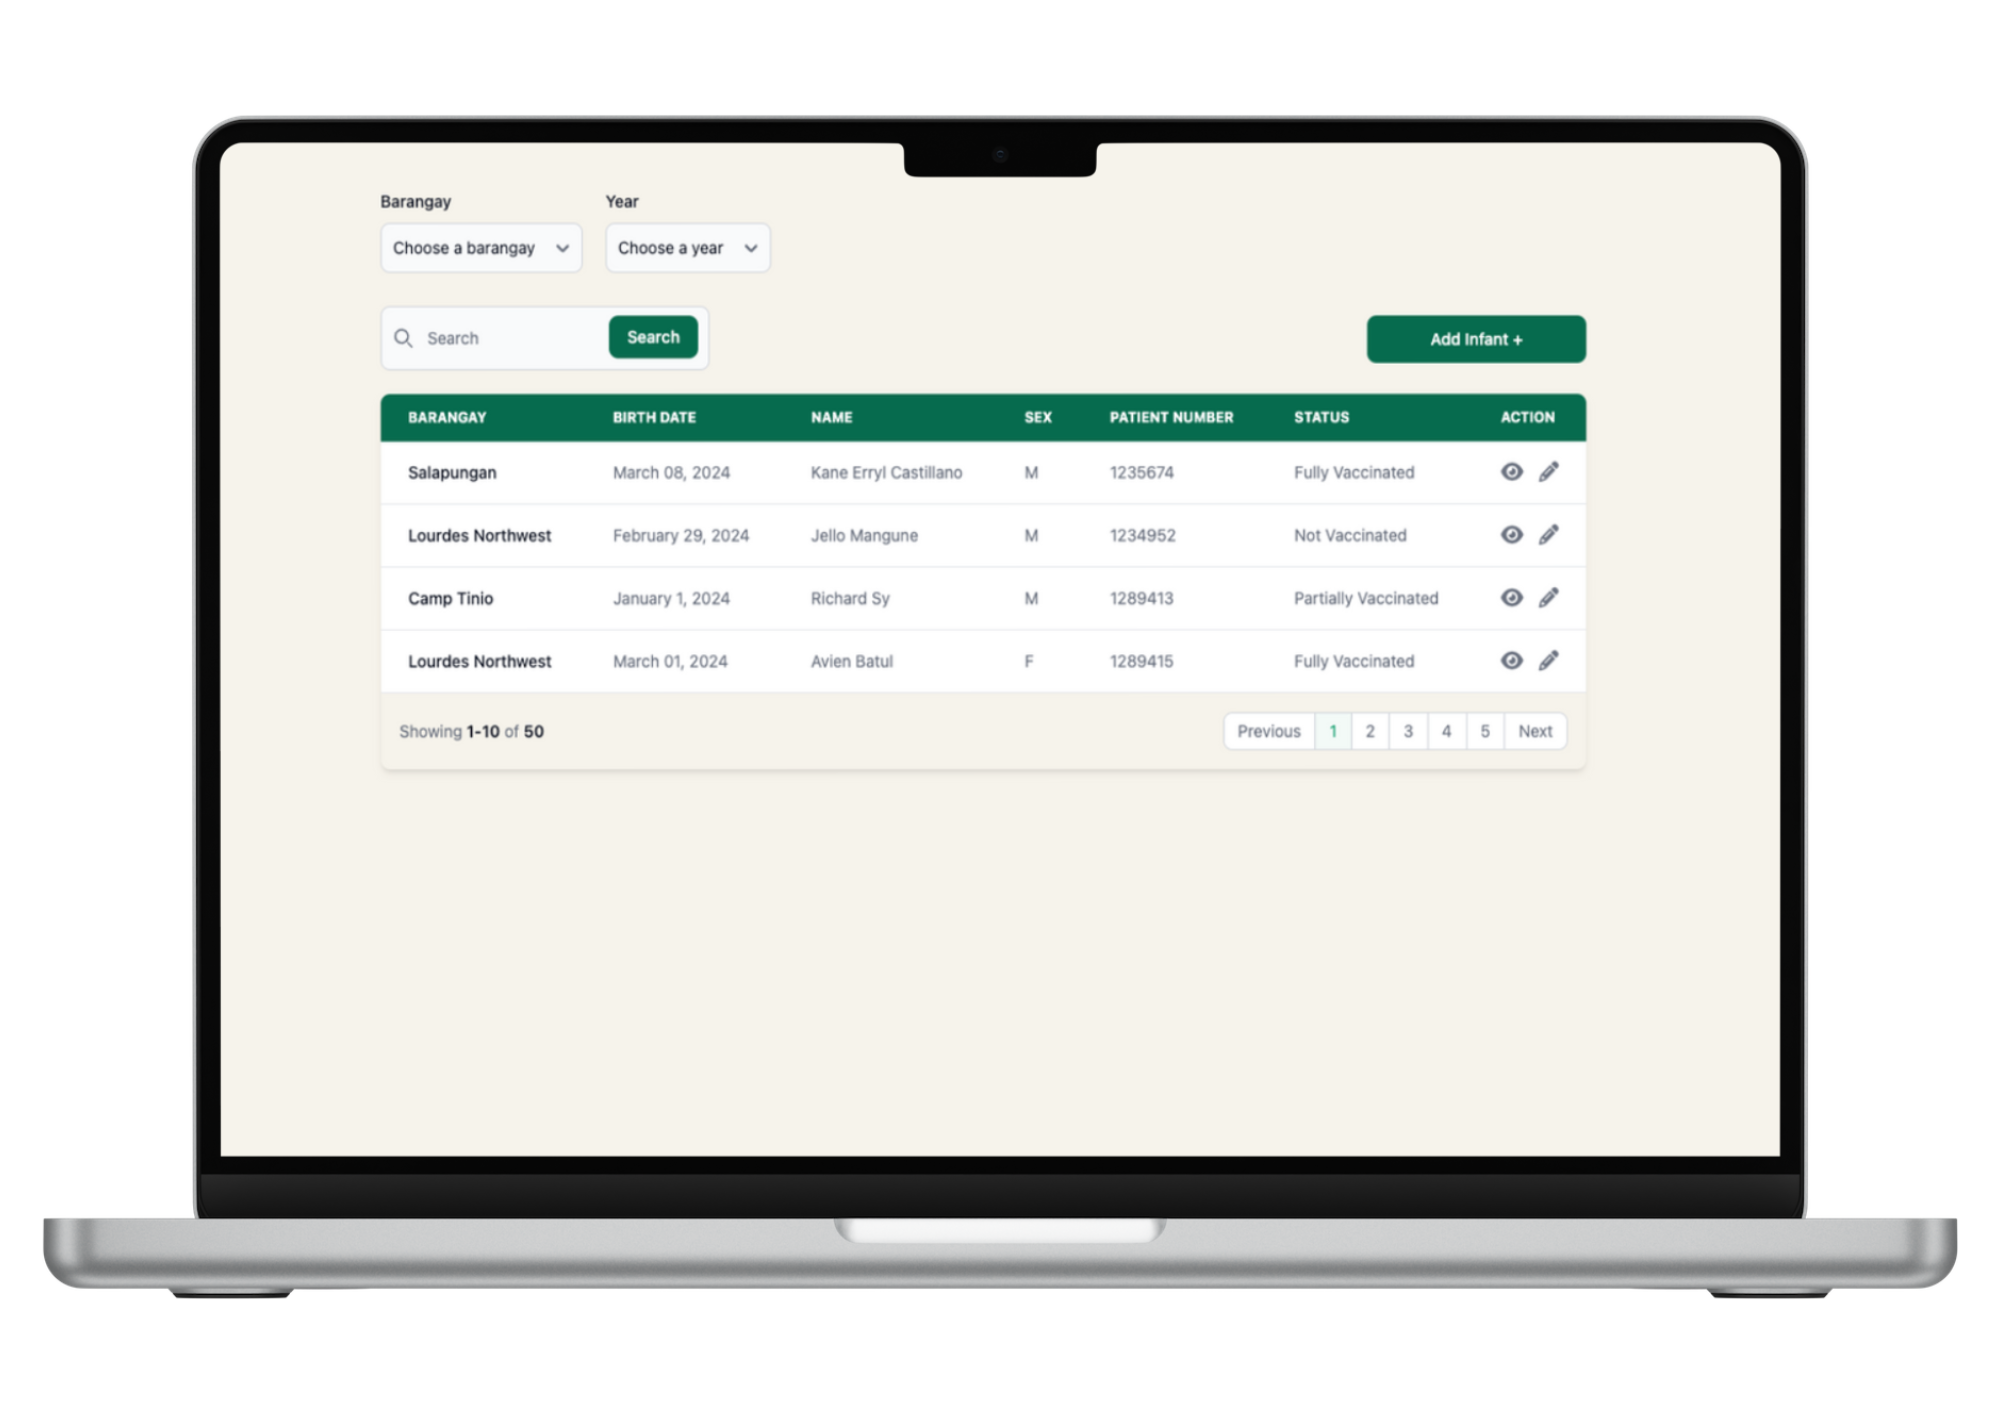 Barangay Year
Choose a barangay Choose a year
Search Search Add Infant +
BARANGAY BIRTH DATE NAME SEX PATIENT NUMBER STATUS ACTION
Salapungan March 08, 2024 Kane Erryl Castillano M 1235674 Fully Vaccinated
Lourdes Northwest February 29, 2024 Jello Mangune M 1234952 Not Vaccinated
Camp Tinio January 1, 2024 Richard Sy M 1289413 Partially Vaccinated
Lourdes Northwest March 01, 2024 Avien Batul F 1289415 Fully Vaccinated
Showing 1-10 of 50 Previous 1 2 3 4 5 Next